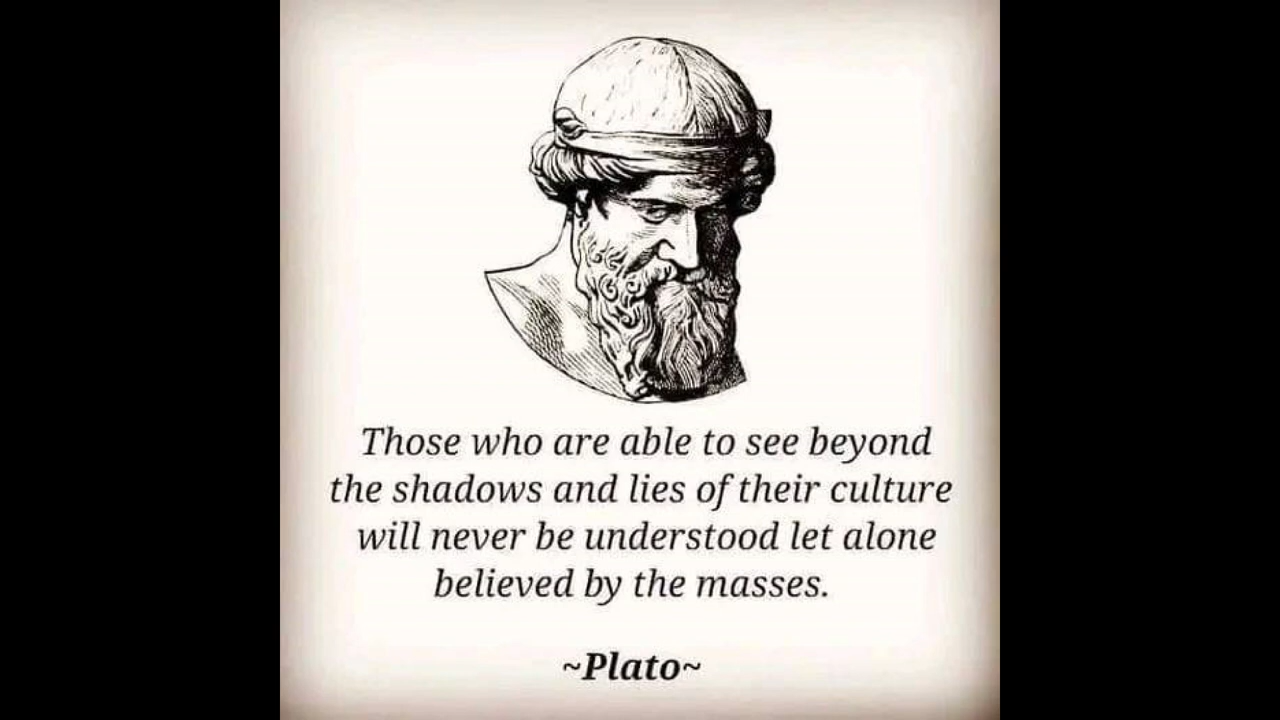 Those who are able to see beyond
the shadows and lies of their culture
will never be understood let alone
believed by the masses.
~Plato~